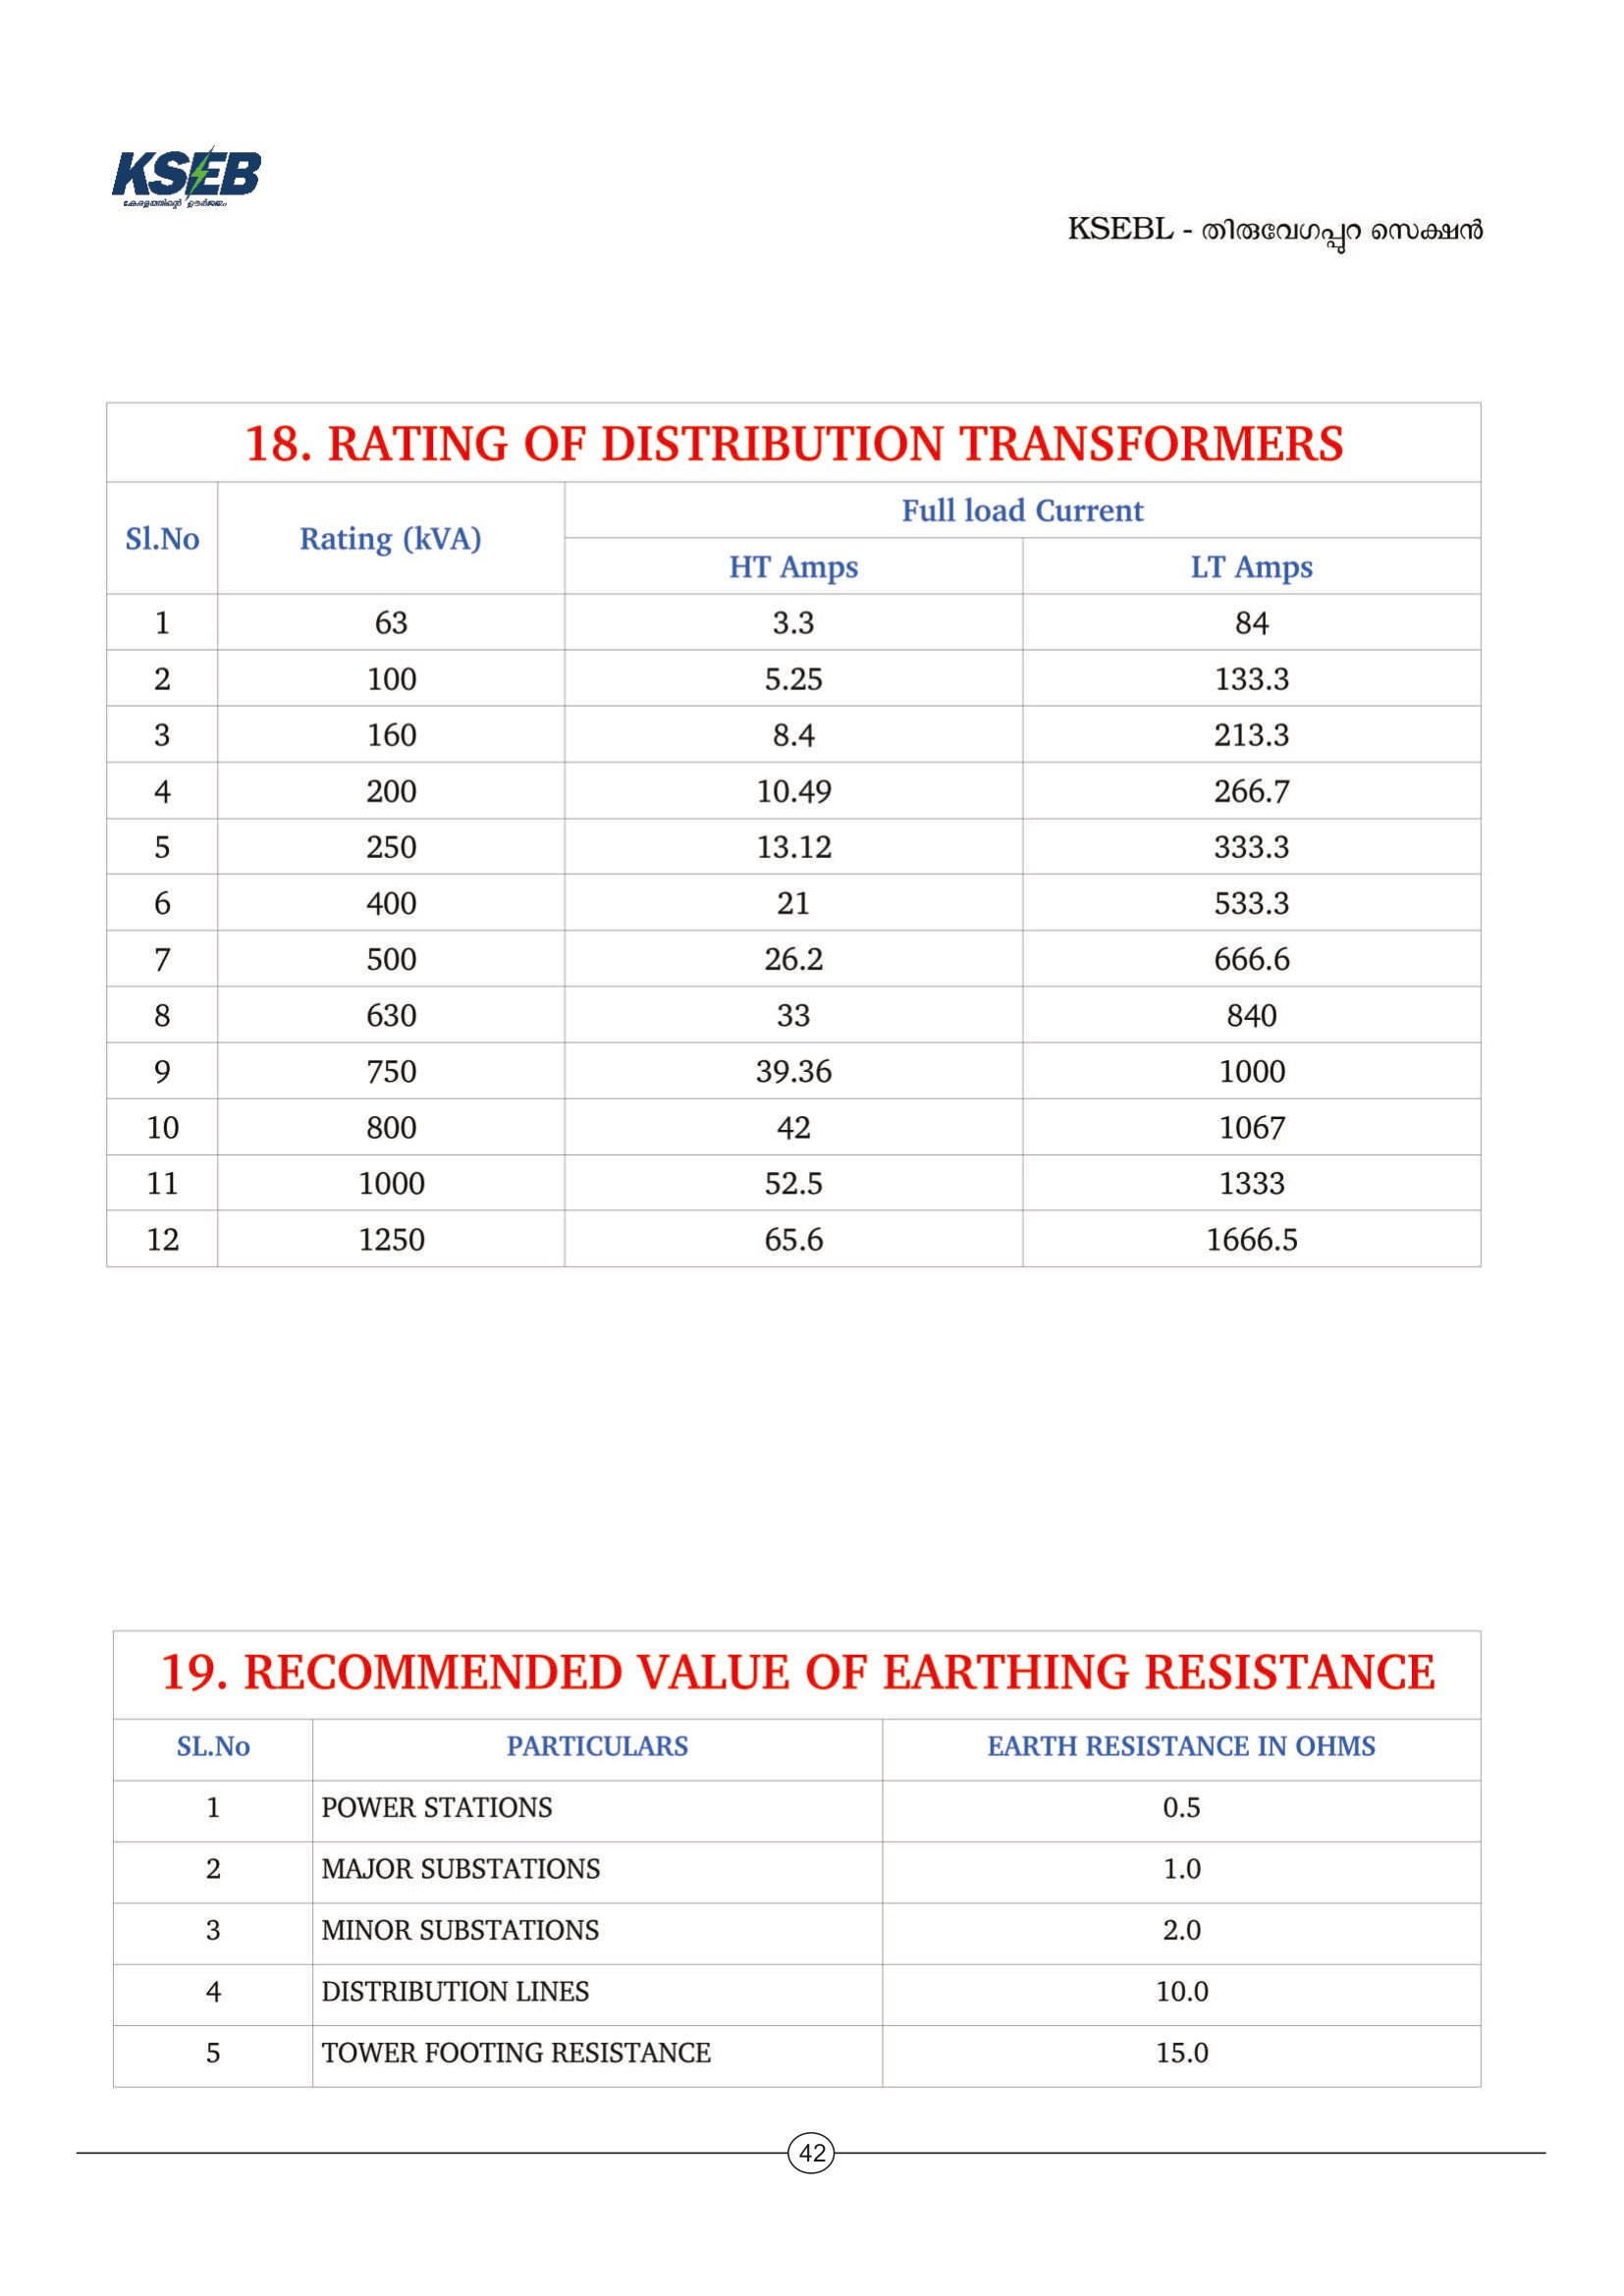 KSEB
കേരളത്തിന്റെ ഊർജ്ജം
KSEBL - തിരുവേഗപ്പുറ സെക്ഷൻ
18. RATING OF DISTRIBUTION TRANSFORMERS
Sl.No Rating (kVA) Full load Current
HT Amps LT Amps
1 63 3.3 84
2 100 5.25 133.3
3 160 8.4 213.3
4 200 10.49 266.7
5 250 13.12 333.3
6 400 21 533.3
7 500 26.2 666.6
8 630 33 840
9 750 39.36 1000
10 800 42 1067
11 1000 52.5 1333
12 1250 65.6 1666.5
19. RECOMMENDED VALUE OF EARTHING RESISTANCE
SL.No PARTICULARS EARTH RESISTANCE IN OHMS
1 POWER STATIONS 0.5
2 MAJOR SUBSTATIONS 1.0
3 MINOR SUBSTATIONS 2.0
4 DISTRIBUTION LINES 10.0
5 TOWER FOOTING RESISTANCE 15.0
42